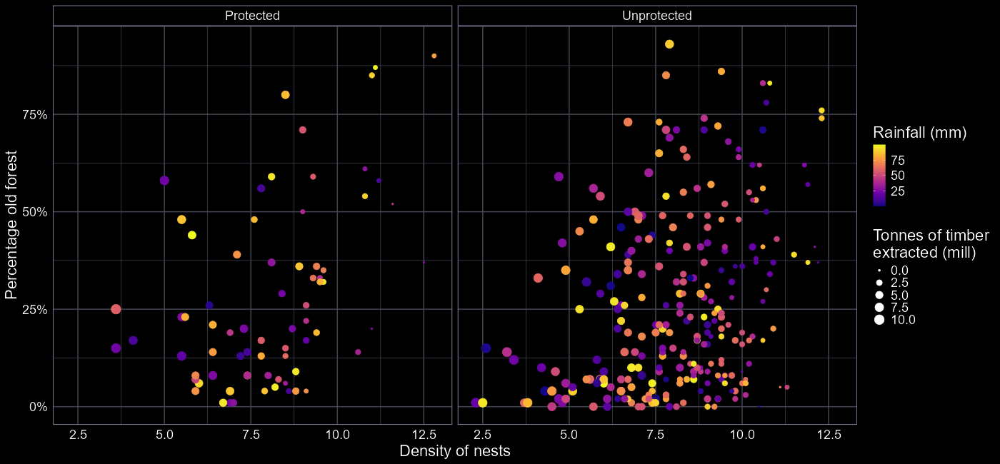 Protected
Unprotected
75%
50%
25%
0%
Percentage old forest
2.5 5.0 7.5 10.0 12.5
2.5 5.0 7.5 10.0 12.5
Density of nests
Rainfall (mm)
75
50
25
Tonnes of timber
extracted (mill)
0.0
2.5
5.0
7.5
10.0